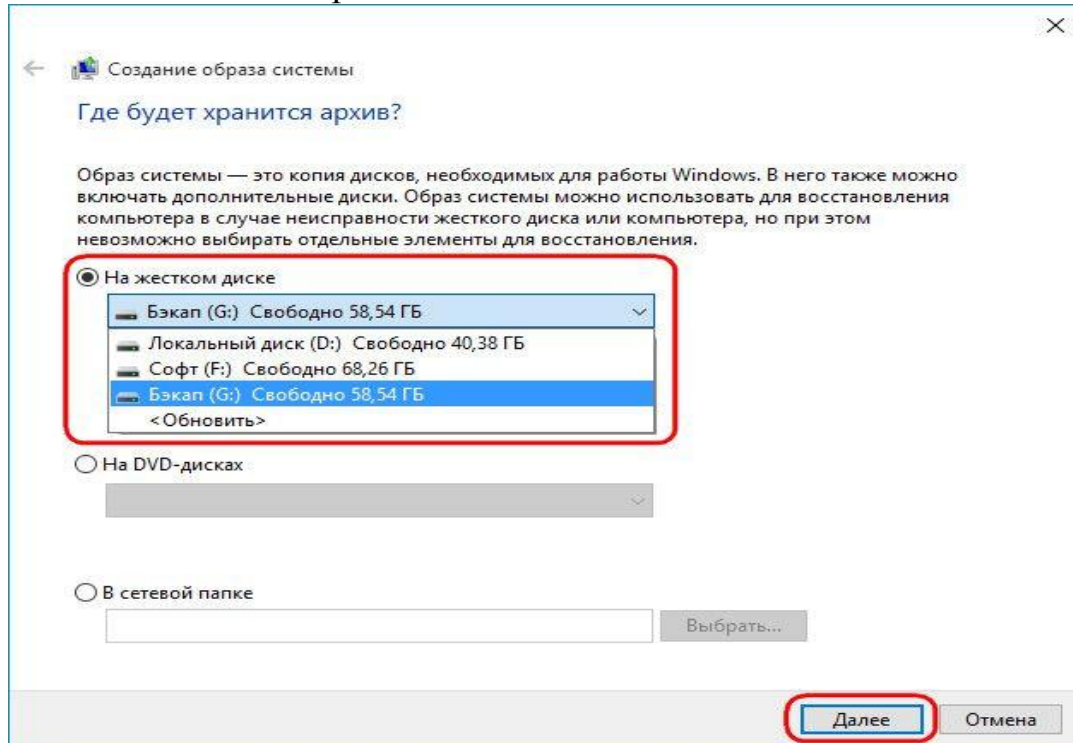 Создание образа системы
Где будет хранится архив?
Образ системы — это копия дисков, необходимых для работы Windows. В него также можно
включать дополнительные диски. Образ системы можно использовать для восстановления
компьютера в случае неисправности жесткого диска или компьютера, но при этом
невозможно выбирать отдельные элементы для восстановления.
На жестком диске
Бэкап (G:) Свободно 58,54 ГБ
Локальный диск (D:) Свободно 40,38 ГБ
Софт (F:) Свободно 68,26 ГБ
Бэкап (G:) Свободно 58,54 ГБ
<Обновить>
На DVD-дисках
В сетевой папке
Выбрать...
Далее
Отмена